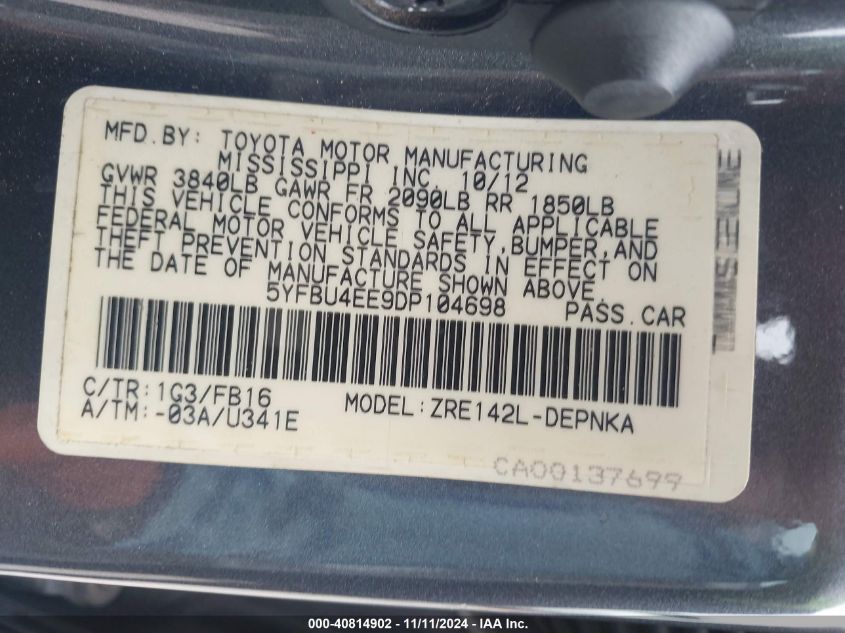 MFD.BY: TOYOTA MOTOR MANUFACTURING
MISSISSIPPI INC. 10/12
GVWR 3840LB GAWR FR 2090LB RR 1850LB
THIS VEHICLE CONFORMS TO ALL APPLICABLE
FEDERAL MOTOR VEHICLE SAFETY,BUMPER,AND
THEFT PREVENTION STANDARDS IN EFFECT ON
THE DATE OF MANUFACTURE SHOWN ABOVE.
5YFBU4EE9DP104698 PASS.CAR
C/TR:1G3/FB16
A/TM:-03A/U341E MODEL:ZRE142L-DEPNKA
CA00137699
000-40814902 - 11/11/2024 - IAA Inc.